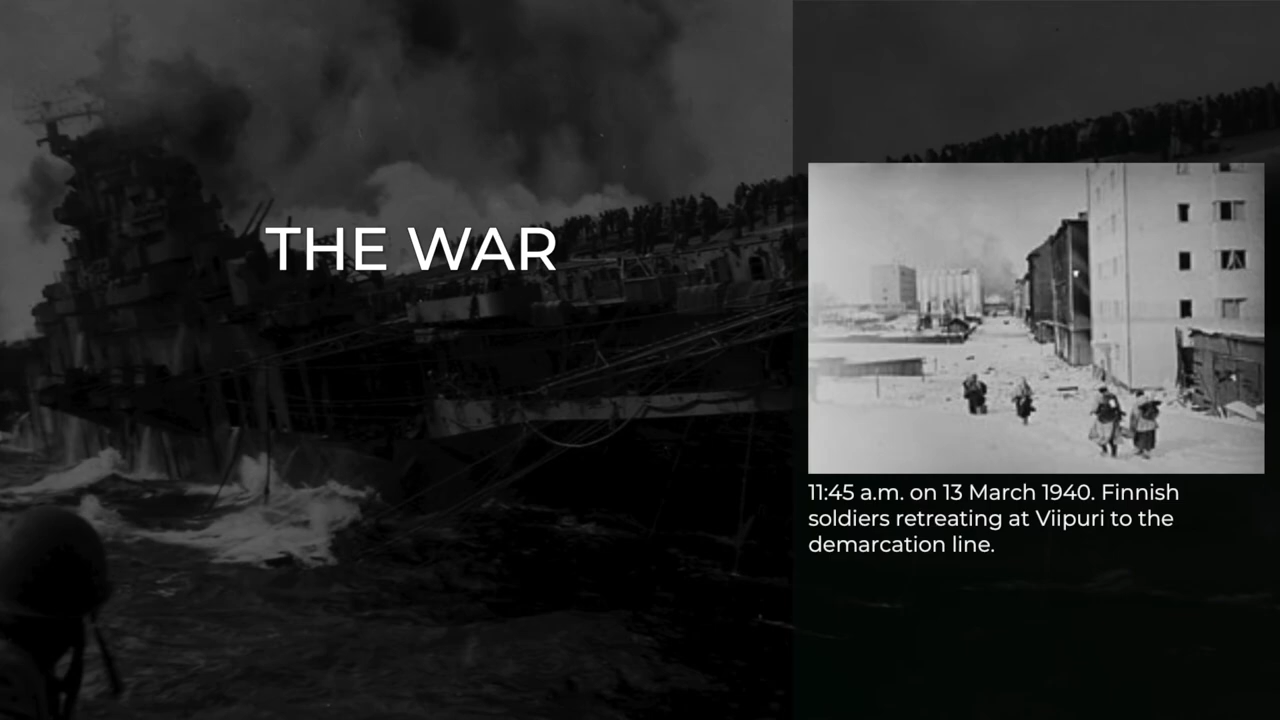 THE WAR
11:45 a.m. on 13 March 1940. Finnish
soldiers retreating at Viipuri to the
demarcation line.